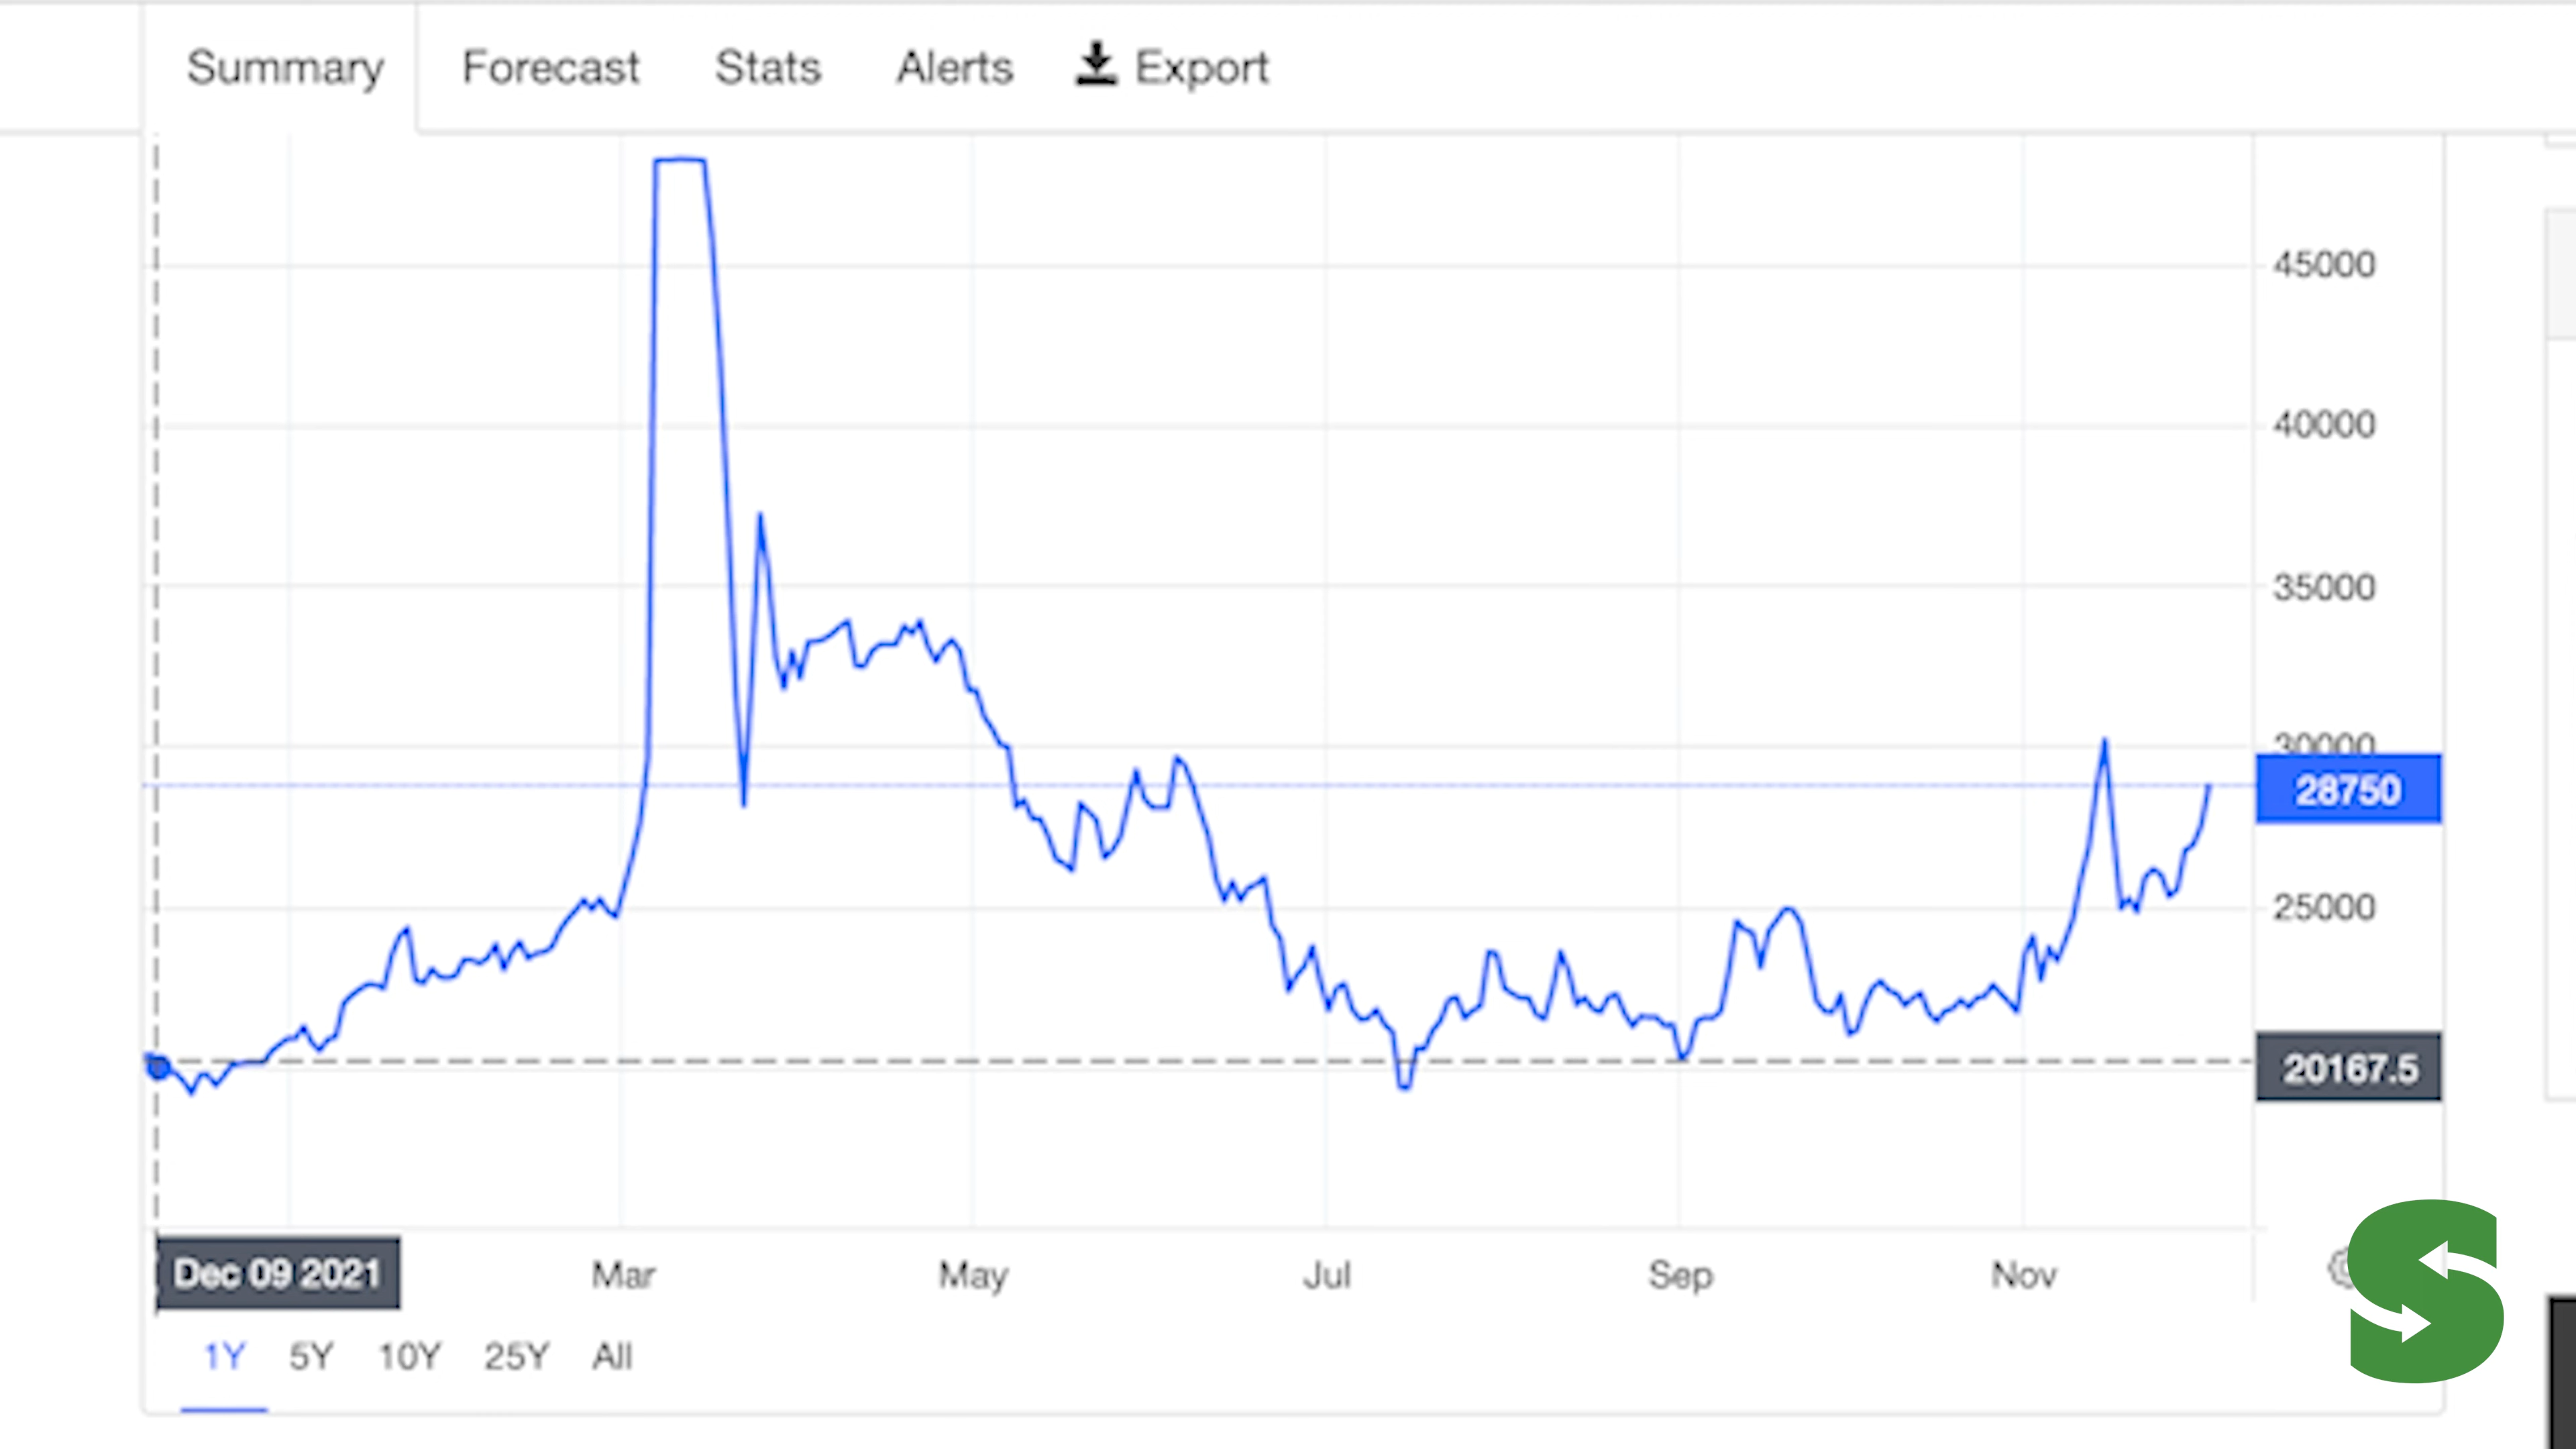 Summary Forecast Stats Alerts Export
45000
40000
35000
30000
28750
25000
20167.5
Dec 09 2021 Mar May Jul Sep Nov
1Y 5Y 10Y 25Y All
S